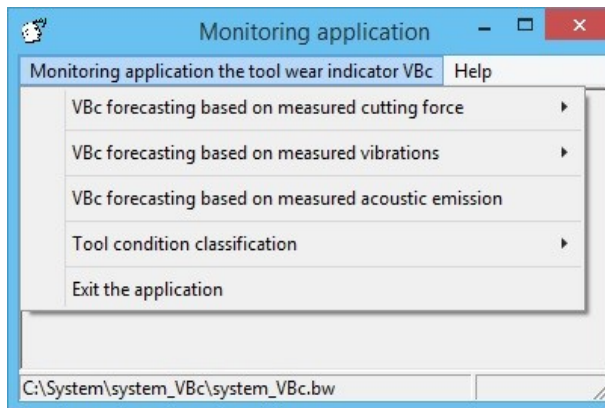 Monitoring application
Monitoring application the tool wear indicator VBc Help
VBc forecasting based on measured cutting force
VBc forecasting based on measured vibrations
VBc forecasting based on measured acoustic emission
Tool condition classification
Exit the application
C:\System\system_VBc\system_VBc.bw